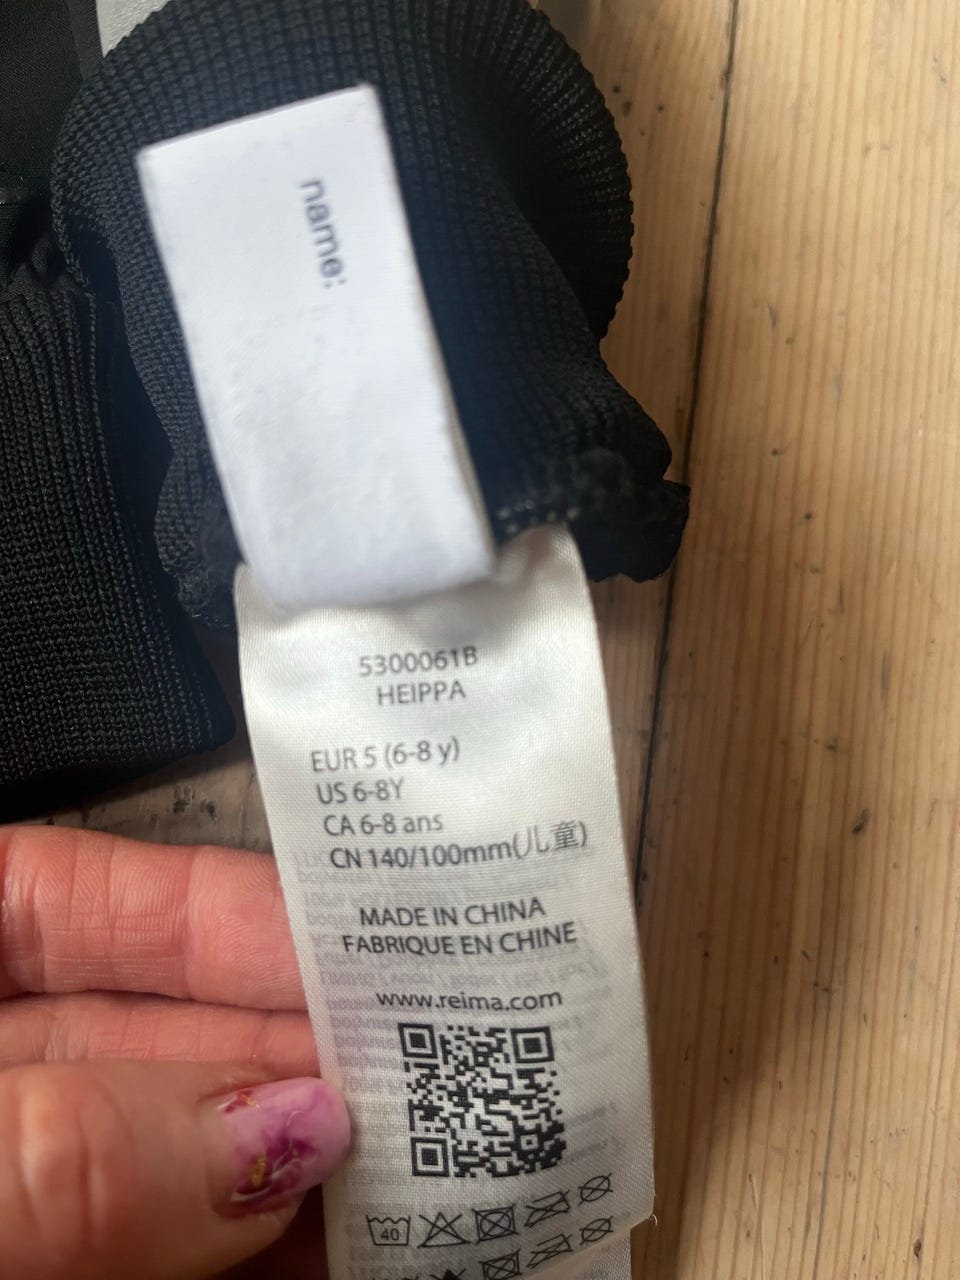 name:
5300061B
HEIPPA
EUR 5 (6-8 y)
US 6-8Y
CA 6-8 ans
CN 140/100mm(儿童)
MADE IN CHINA
FABRIQUE EN CHINE
www.reima.com
40